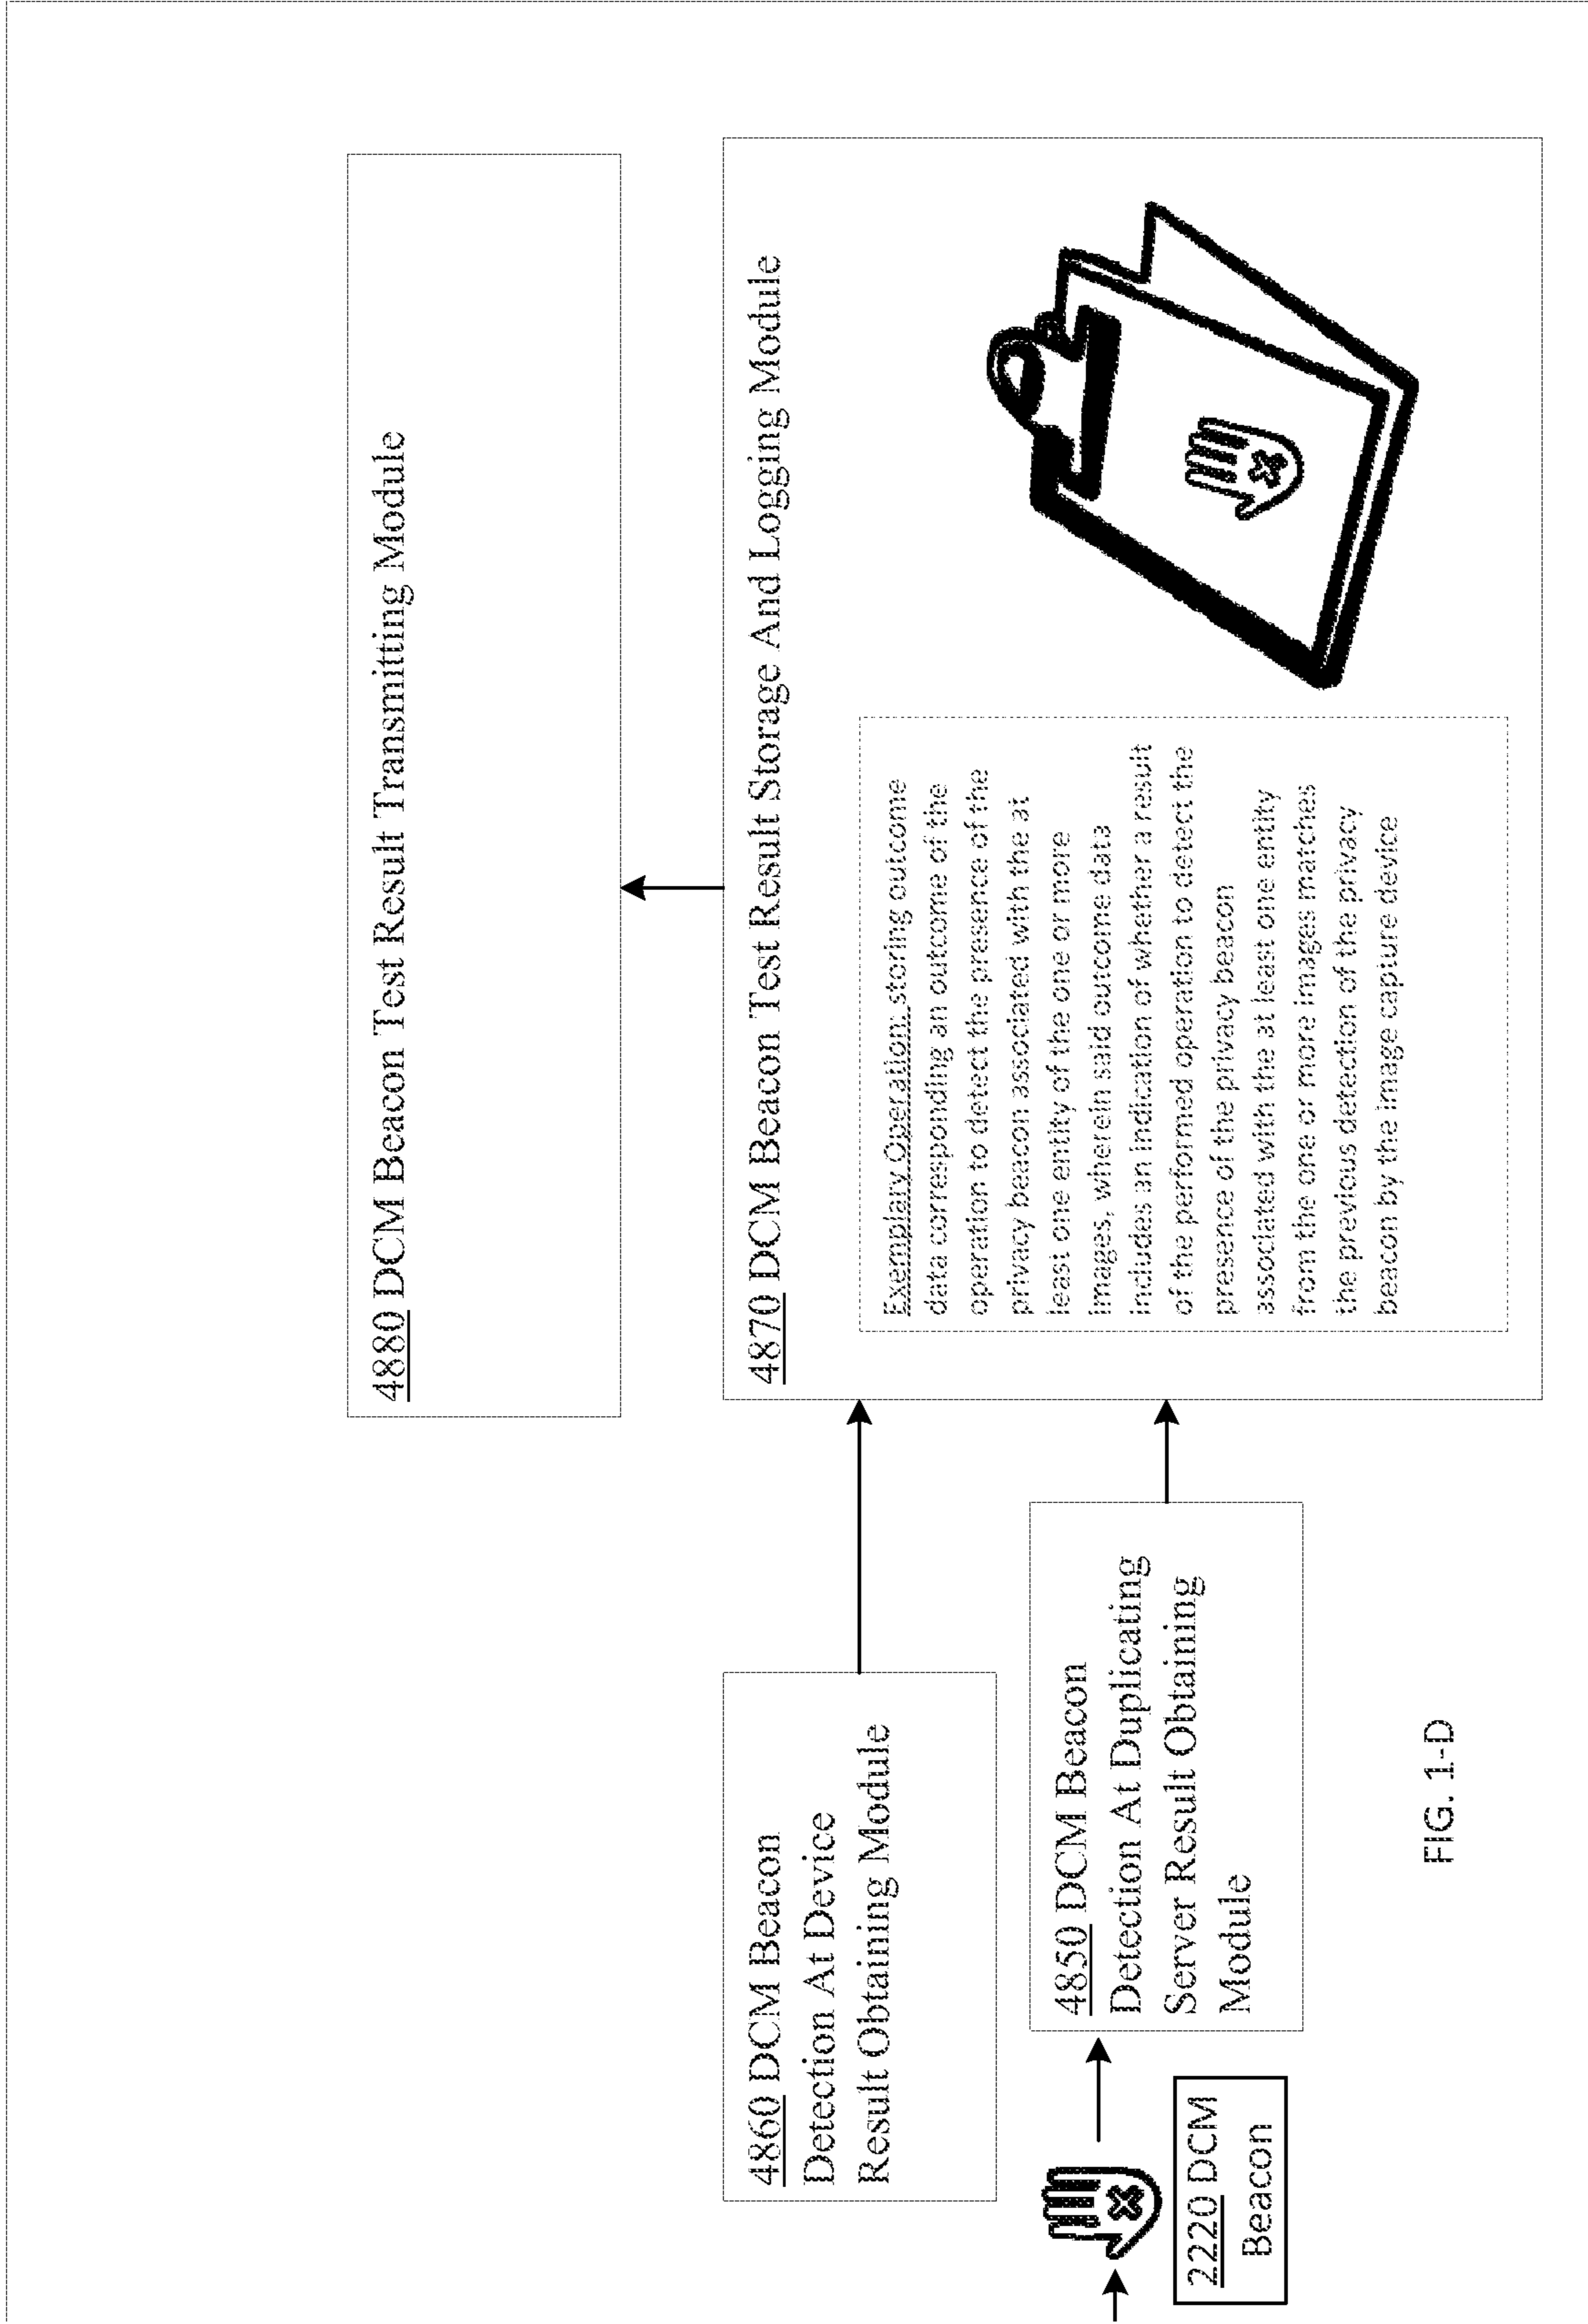 4880 DCM Beacon Test Result Transmitting Module
4860 DCM Beacon
Detection At Device
Result Obtaining Module
4870 DCM Beacon Test Result Storage And Logging Module
Exemplary Operation: storing outcome
data corresponding an outcome of the
operation to detect the presence of the
privacy beacon associated with the at
least one entity of the one or more
images, wherein said outcome data
includes an indication of whether a result
of the performed operation to detect the
presence of the privacy beacon
associated with the at least one entity
from the one or more images matches
the previous detection of the privacy
beacon by the image capture device
2220 DCM
Beacon
4850 DCM Beacon
Detection At Duplicating
Server Result Obtaining
Module
FIG. 1-D